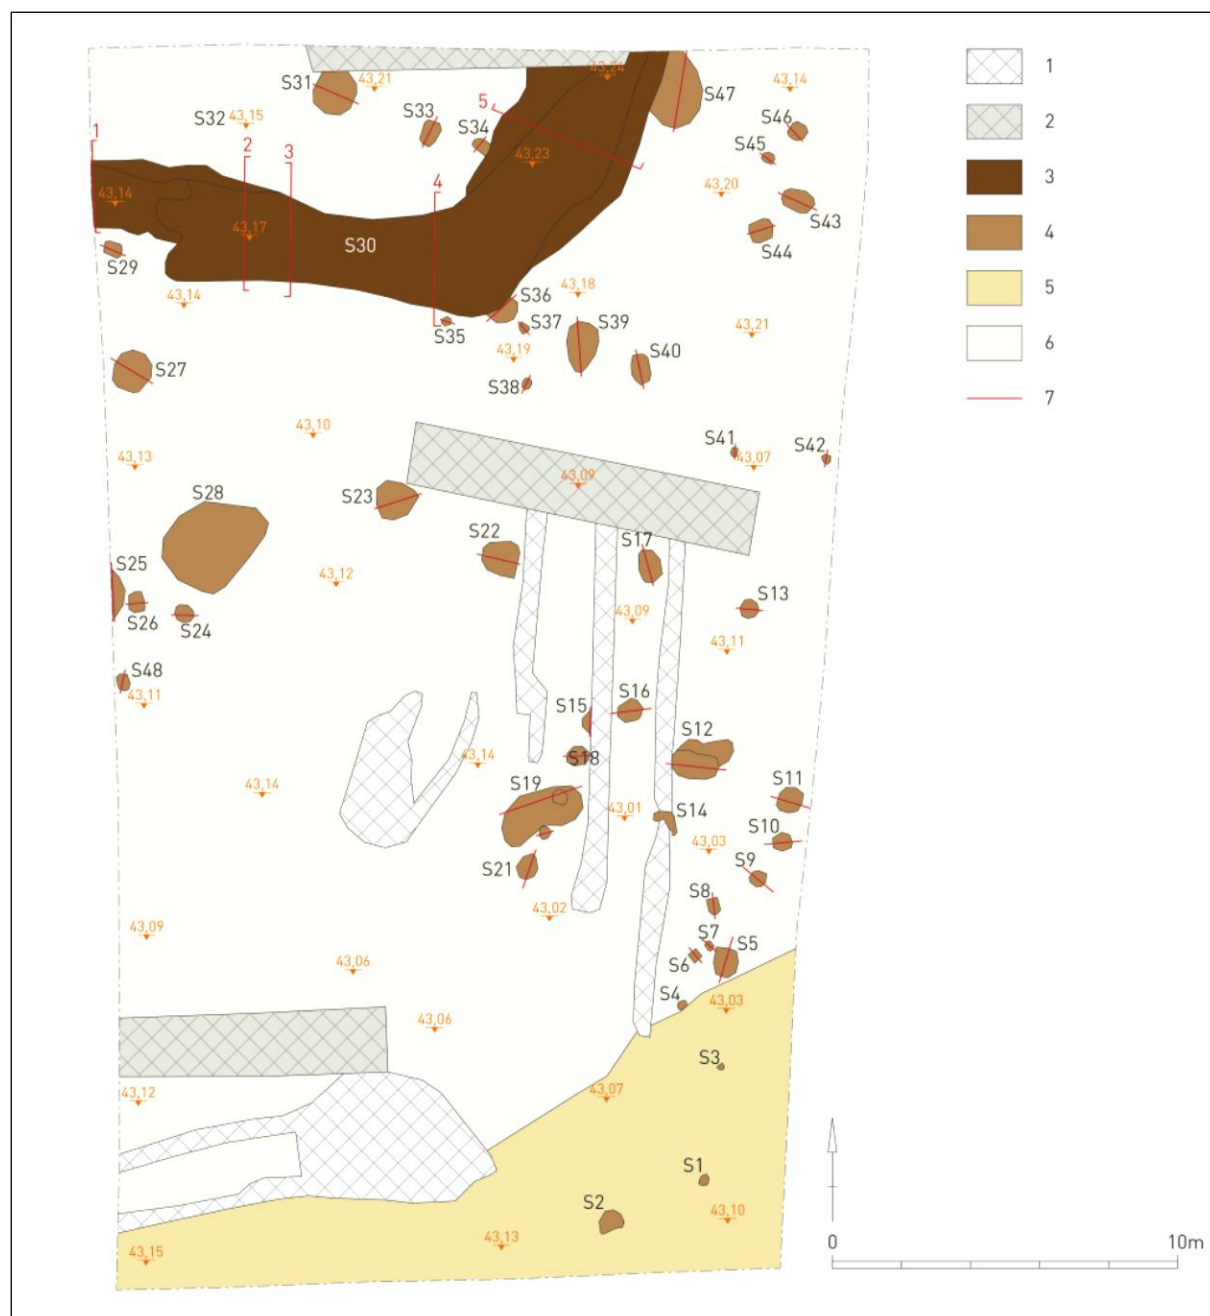 43,24
1
S31
43,21
43,14
S47
2
5
S32
43,15
S33
S34
S46
1
2
3
43,23
S45
3
43,14
4
43,20
S43
43,17
S30
S44
4
S29
43,18
S36
5
43,14
S35
S37
S39
43,21
43,19
S40
6
S27
S38
7
43,10
S41
S42
43,13
43,07
43,09
S28
S23
S22
S17
S25
43,12
S26
S24
43,09
S13
43,11
S48
43,11
S15
S16
S12
43,14
S18
43,14
S19
S11
43,01
S14
S10
43,03
S21
S9
S8
43,02
43,09
S7
S5
S6
43,06
S4
43,03
43,06
S3
43,12
43,07
S1
S2
43,10
43,13
43,15
0
10m